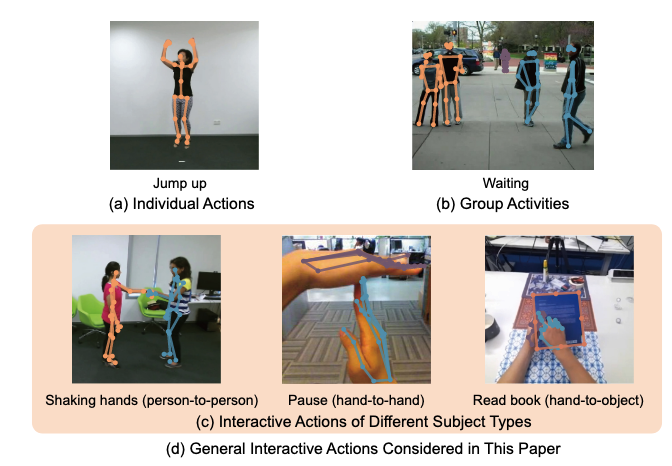 Jump up
(a) Individual Actions
Waiting
(b) Group Activities
Shaking hands (person-to-person)
Pause (hand-to-hand)
Read book (hand-to-object)
(c) Interactive Actions of Different Subject Types
(d) General Interactive Actions Considered in This Paper